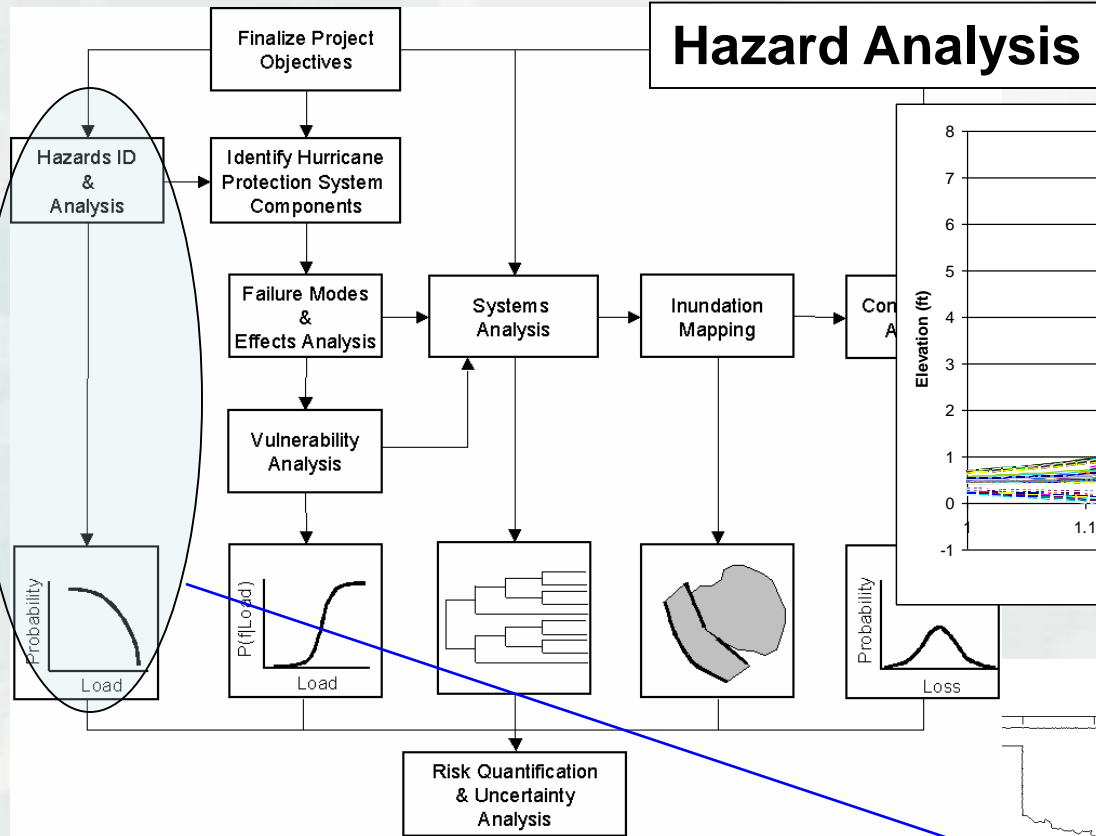 Hazard Analysis
Finalize Project
Objectives
Hazards ID
&
Analysis
Identify Hurricane
Protection System
Components
Failure Modes
&
Effects Analysis
Systems
Analysis
Inundation
Mapping
Con
A
Vulnerability
Analysis
Elevation (ft)
8
7
6
5
4
3
2
1
0
-1
1
1.1
Probability
Load
P(f|Load)
Load
Probability
Loss
Risk Quantification
& Uncertainty
Analysis